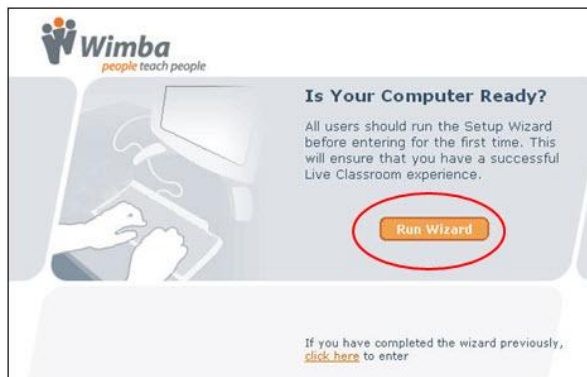 Wimba
people teach people
Is Your Computer Ready?
All users should run the Setup Wizard
before entering for the first time. This
will ensure that you have a successful
Live Classroom experience.
Run Wizard
If you have completed the wizard previously,
click here to enter